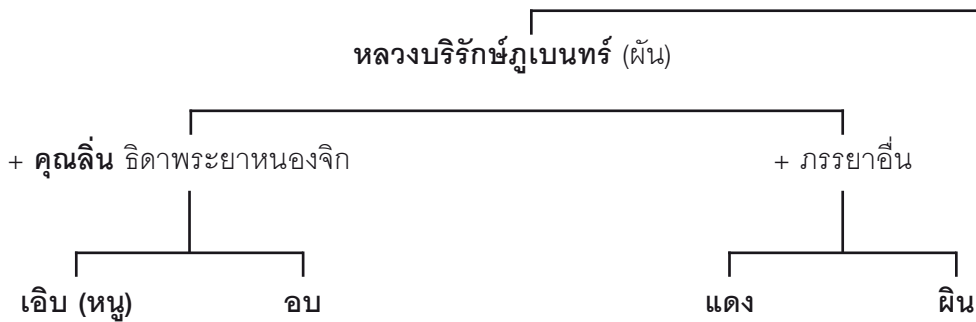 หลวงบริรักษ์ภูเบนทร์ (ผัน)
+ คุณลิ่น ธิดาพระยาหนองจิก + ภรรยาอื่น
เอิบ (หนู) อบ แดง ผิน